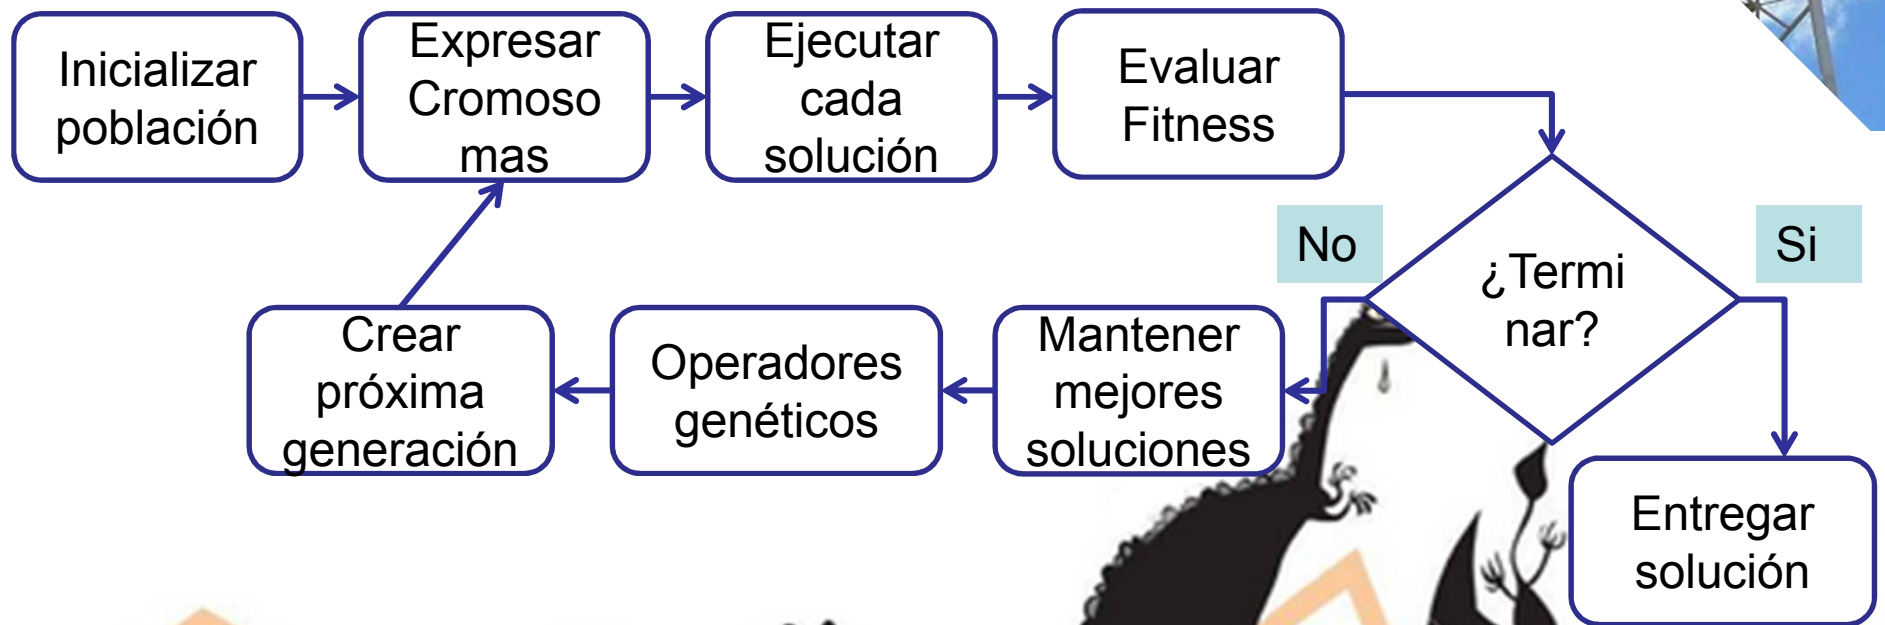 Inicializar
población
Expresar
Cromoso
mas
Ejecutar
cada
solución
Evaluar
Fitness
No
¿Termi
nar?
Si
Crear
próxima
generación
Operadores
genéticos
Mantener
mejores
soluciones
Entregar
solución